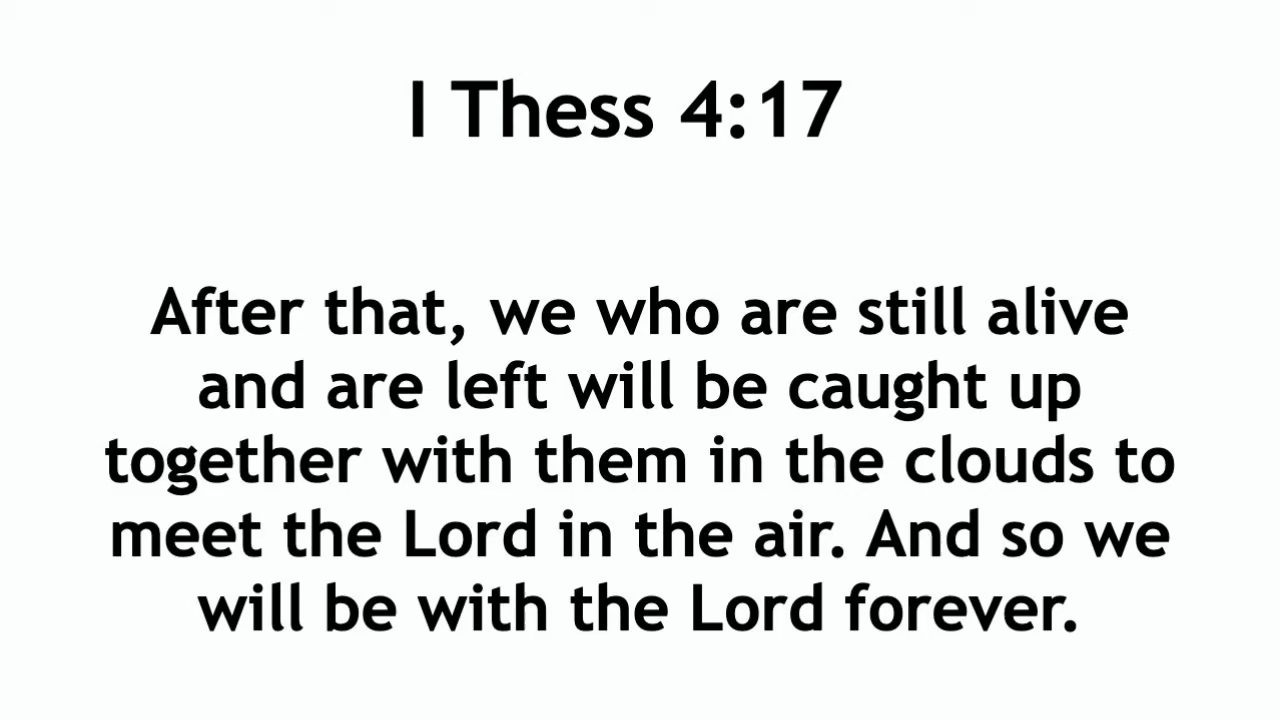 I Thess 4:17
After that, we who are still alive
and are left will be caught up
together with them in the clouds to
meet the Lord in the air. And so we
will be with the Lord forever.